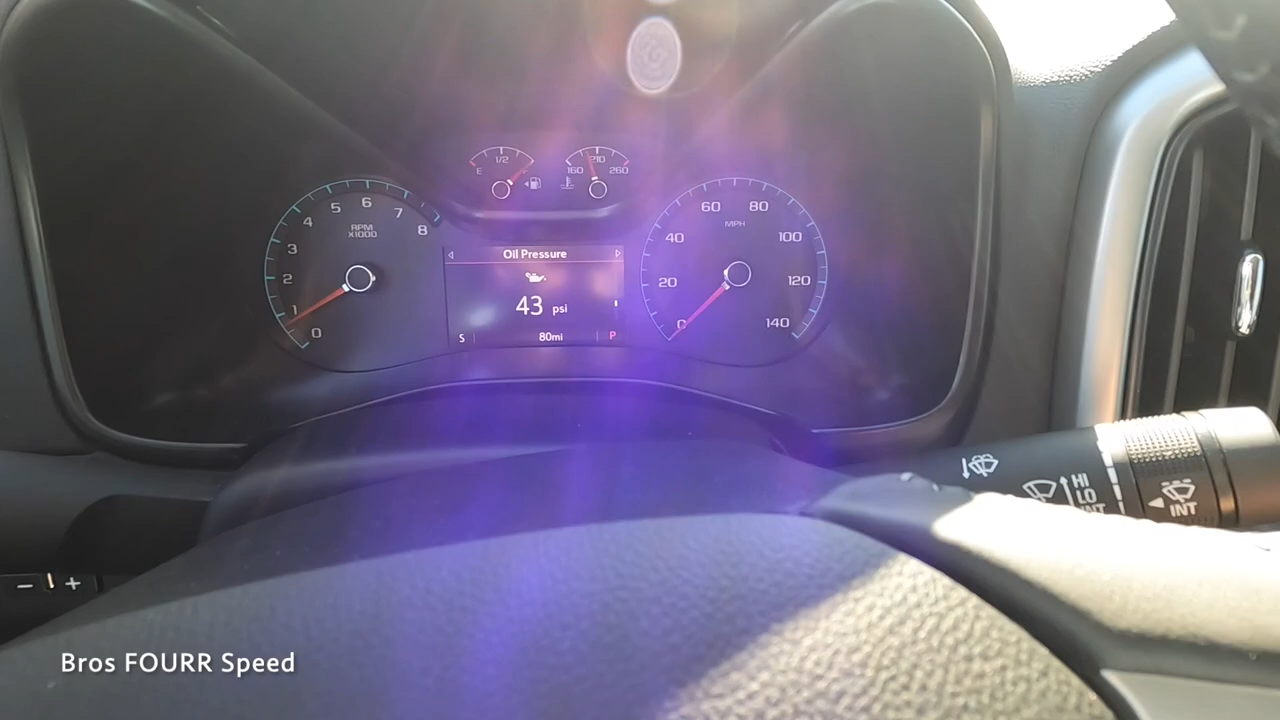 1/2
E
210
160 260
60 80
MPH
40 100
20 120
0 140
5 6 7
4 8
RPM
X1000
3
2
1
0
Oil Pressure
43 psi
S 80mi P
HI
LO
INT
INT
− +
Bros FOURR Speed